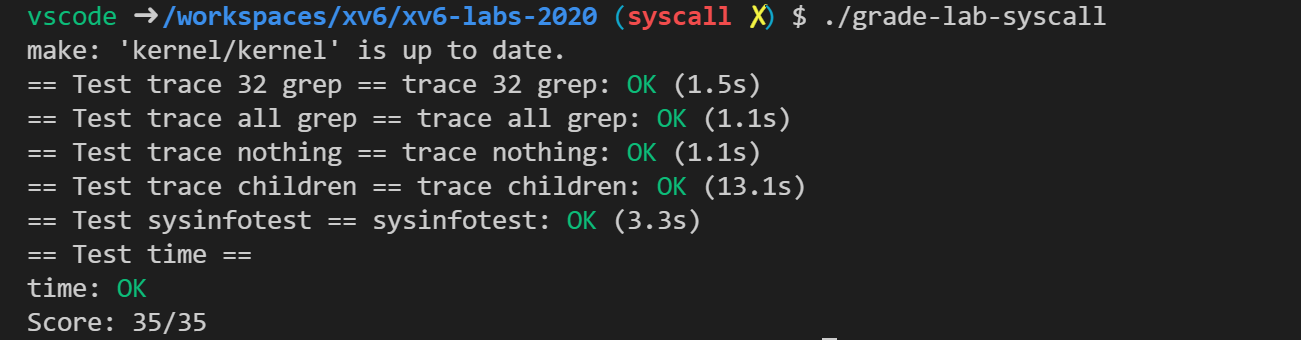 vscode ➜ /workspaces/xv6/xv6-labs-2020 (syscall ✗) $ ./grade-lab-syscall
make: 'kernel/kernel' is up to date.
== Test trace 32 grep == trace 32 grep: OK (1.5s)
== Test trace all grep == trace all grep: OK (1.1s)
== Test trace nothing == trace nothing: OK (1.1s)
== Test trace children == trace children: OK (13.1s)
== Test sysinfotest == sysinfotest: OK (3.3s)
== Test time ==
time: OK
Score: 35/35